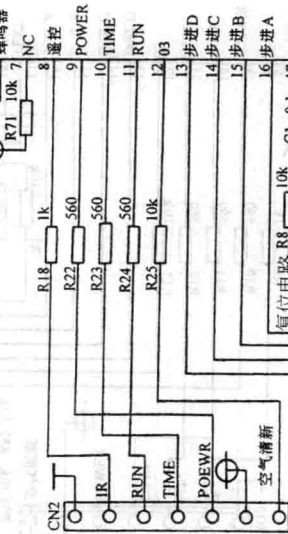 蜂鸣器
NC
遥控
POWER
TIME
RUN
03
步进D
步进C
步进B
步进A
7
8
9
10
11
12
13
14
15
16
R71 10k
R18 1k
R22 560
R23 560
R24 560
R25 10k
复位电路 R8 10k
CN2
IR
RUN
TIME
POEWR
空气清新